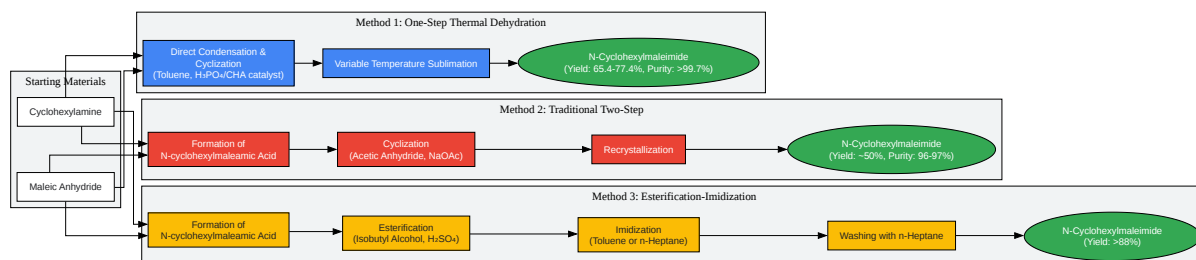 Method 1: One-Step Thermal Dehydration
Direct Condensation &
Cyclization
(Toluene, H₃PO₄/CHA catalyst)
Variable Temperature Sublimation
N-Cyclohexylmaleimide
(Yield: 65.4-77.4%, Purity: >99.7%)
Starting Materials
Cyclohexylamine
Maleic Anhydride
Method 2: Traditional Two-Step
Formation of
N-cyclohexylmaleamic Acid
Cyclization
(Acetic Anhydride, NaOAc)
Recrystallization
N-Cyclohexylmaleimide
(Yield: ~50%, Purity: 96-97%)
Method 3: Esterification-Imidization
Formation of
N-cyclohexylmaleamic Acid
Esterification
(Isobutyl Alcohol, H₂SO₄)
Imidization
(Toluene or n-Heptane)
Washing with n-Heptane
N-Cyclohexylmaleimide
(Yield: >88%)